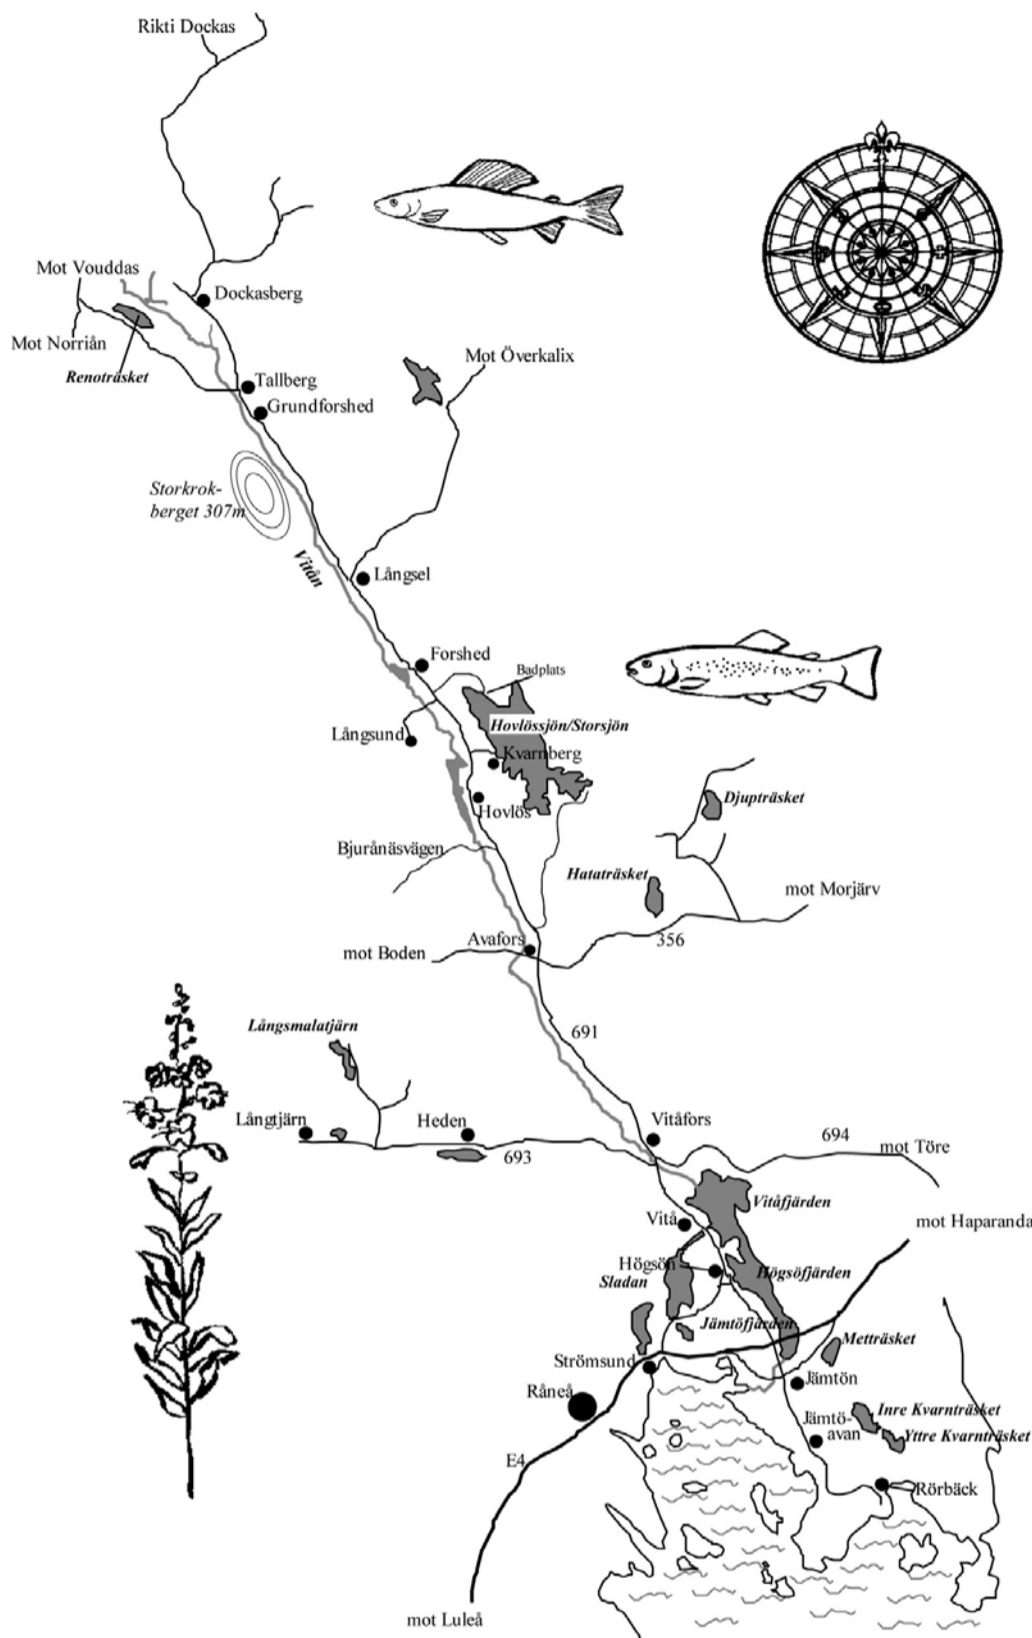 Rikti Dockas
Mot Vouddas
Dockasberg
Mot Norriån
Renoträsket
Mot Överkalix
Tallberg
Grundforshed
Storkrok-
berget 307m
Vitån
Långsel
Forshed
Badplats
Långsund
Hovlössjön/Storsjön
Kvarnberg
Hovlös
Djupträsket
Bjurånäsvägen
Hataträsket
mot Morjärv
Avafors
356
mot Boden
691
Långsmalatjärn
Långtjärn
Heden
Vitåfors
694
mot Töre
693
Vitåfjärden
Vitå
mot Haparanda
Högsön
Sladan
Högsöfjärden
Jämtöfjärden
Metträsket
Strömsund
Jämtön
Råneå
Inre Kvarnträsket
Jämtö-
avan
Yttre Kvarnträsket
E4
Rörbäck
mot Luleå